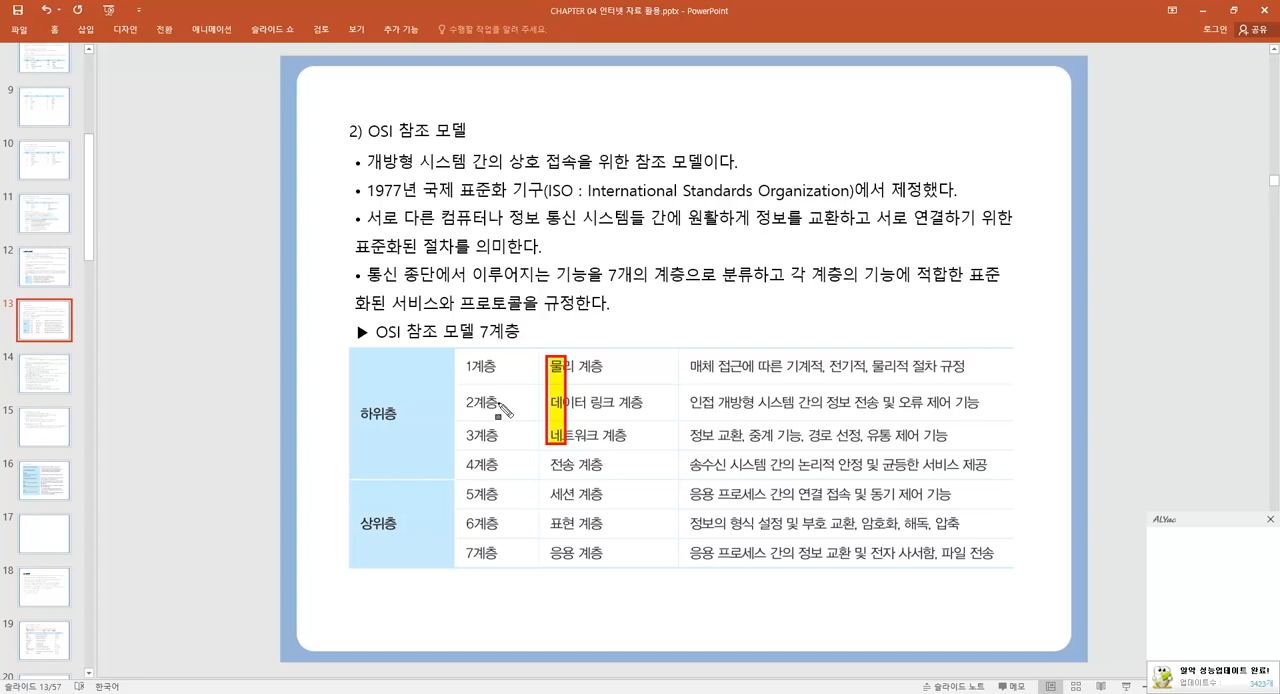 CHAPTER 04 인터넷 자료 활용.pptx - PowerPoint
파일 홈 삽입 디자인 전환 애니메이션 슬라이드 쇼 검토 보기 추가 기능 수행할 작업을 알려 주세요. 로그인 공유
2) OSI 참조 모델
• 개방형 시스템 간의 상호 접속을 위한 참조 모델이다.
• 1977년 국제 표준화 기구(ISO : International Standards Organization)에서 제정했다.
• 서로 다른 컴퓨터나 정보 통신 시스템들 간에 원활하게 정보를 교환하고 서로 연결하기 위한
표준화된 절차를 의미한다.
• 통신 종단에서 이루어지는 기능을 7개의 계층으로 분류하고 각 계층의 기능에 적합한 표준
화된 서비스와 프로토콜을 규정한다.
▶ OSI 참조 모델 7계층
하위층
1계층 물리 계층 매체 접근에 따른 기계적, 전기적, 물리적 절차 규정
2계층 데이터 링크 계층 인접 개방형 시스템 간의 정보 전송 및 오류 제어 기능
3계층 네트워크 계층 정보 교환, 중계 기능, 경로 선정, 유통 제어 기능
4계층 전송 계층 송수신 시스템 간의 논리적 안정 및 균등한 서비스 제공
상위층
5계층 세션 계층 응용 프로세스 간의 연결 접속 및 동기 제어 기능
6계층 표현 계층 정보의 형식 설정 및 부호 교환, 암호화, 해독, 압축
7계층 응용 계층 응용 프로세스 간의 정보 교환 및 전자 사서함, 파일 전송
9
10
11
12
13
14
15
16
17
18
19
20
ALYac
알약 성능업데이트 완료!
업데이트수 : 3423개
슬라이드 13/57 한국어 슬라이드 노트 메모